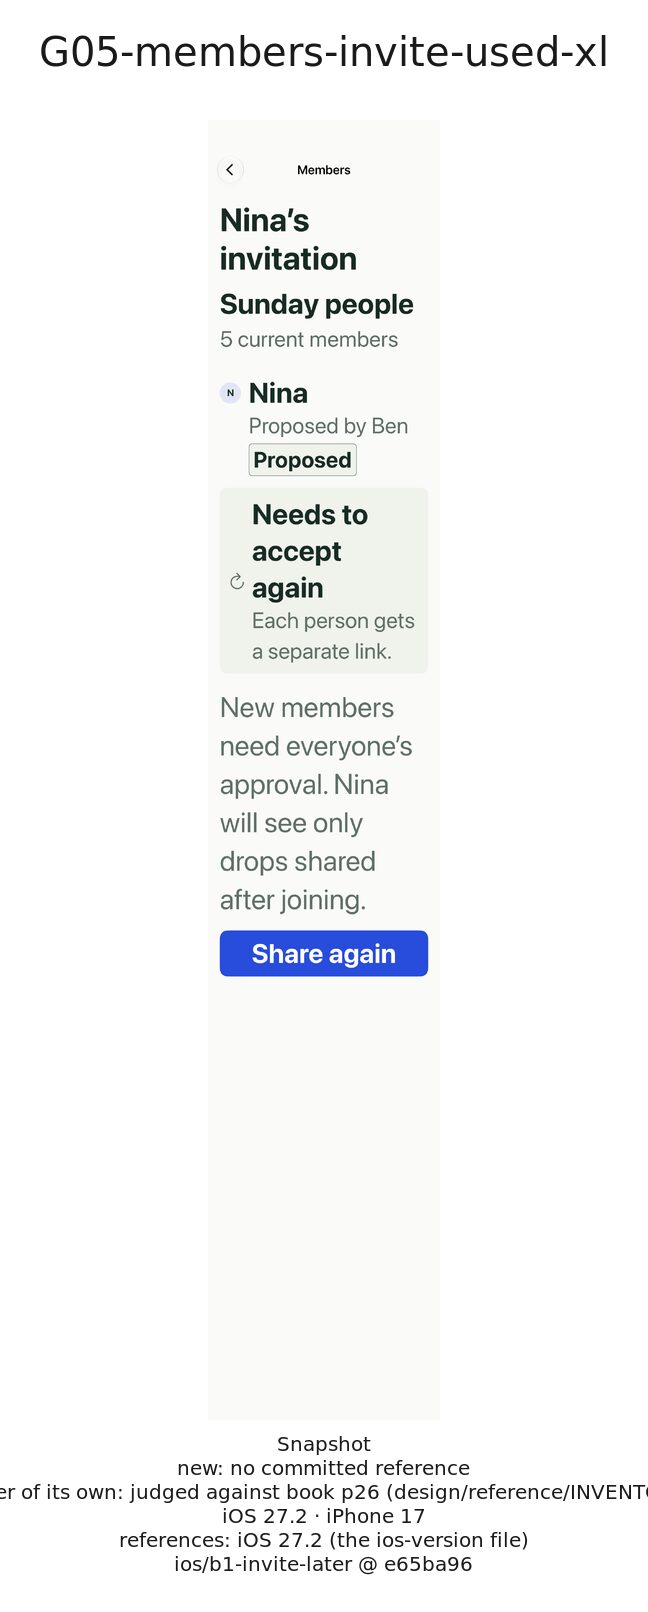 G05-members-invite-used-xl
Members
Nina’s
invitation
Sunday people
5 current members
N
Nina
Proposed by Ben
Proposed
Needs to
accept
again
Each person gets
a separate link.
New members
need everyone’s
approval. Nina
will see only
drops shared
after joining.
Share again
Snapshot
new: no committed reference
of its own: judged against book p26 (design/reference/
iOS 27.2 · iPhone 17
references: iOS 27.2 (the ios-version file)
ios/b1-invite-later @ e65ba96